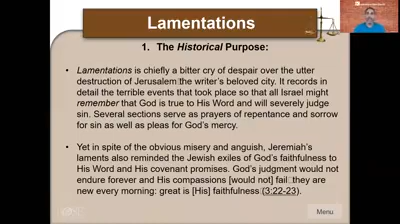 Lamentations
1. The Historical Purpose:
• Lamentations is chiefly a bitter cry of despair over the utter
destruction of Jerusalem□the writer's beloved city. It records in
detail the terrible events that took place so that all Israel might
remember that God is true to His Word and will severely judge
sin. Several sections serve as prayers of repentance and sorrow
for sin as well as pleas for God's mercy.
• Yet in spite of the obvious misery and anguish, Jeremiah's
laments also reminded the Jewish exiles of God's faithfulness to
His Word and His covenant promises. God's judgment would
not endure forever and His compassions [would not] fail□they are
new every morning: great is [His] faithfulness□(3:22-23).
Menu